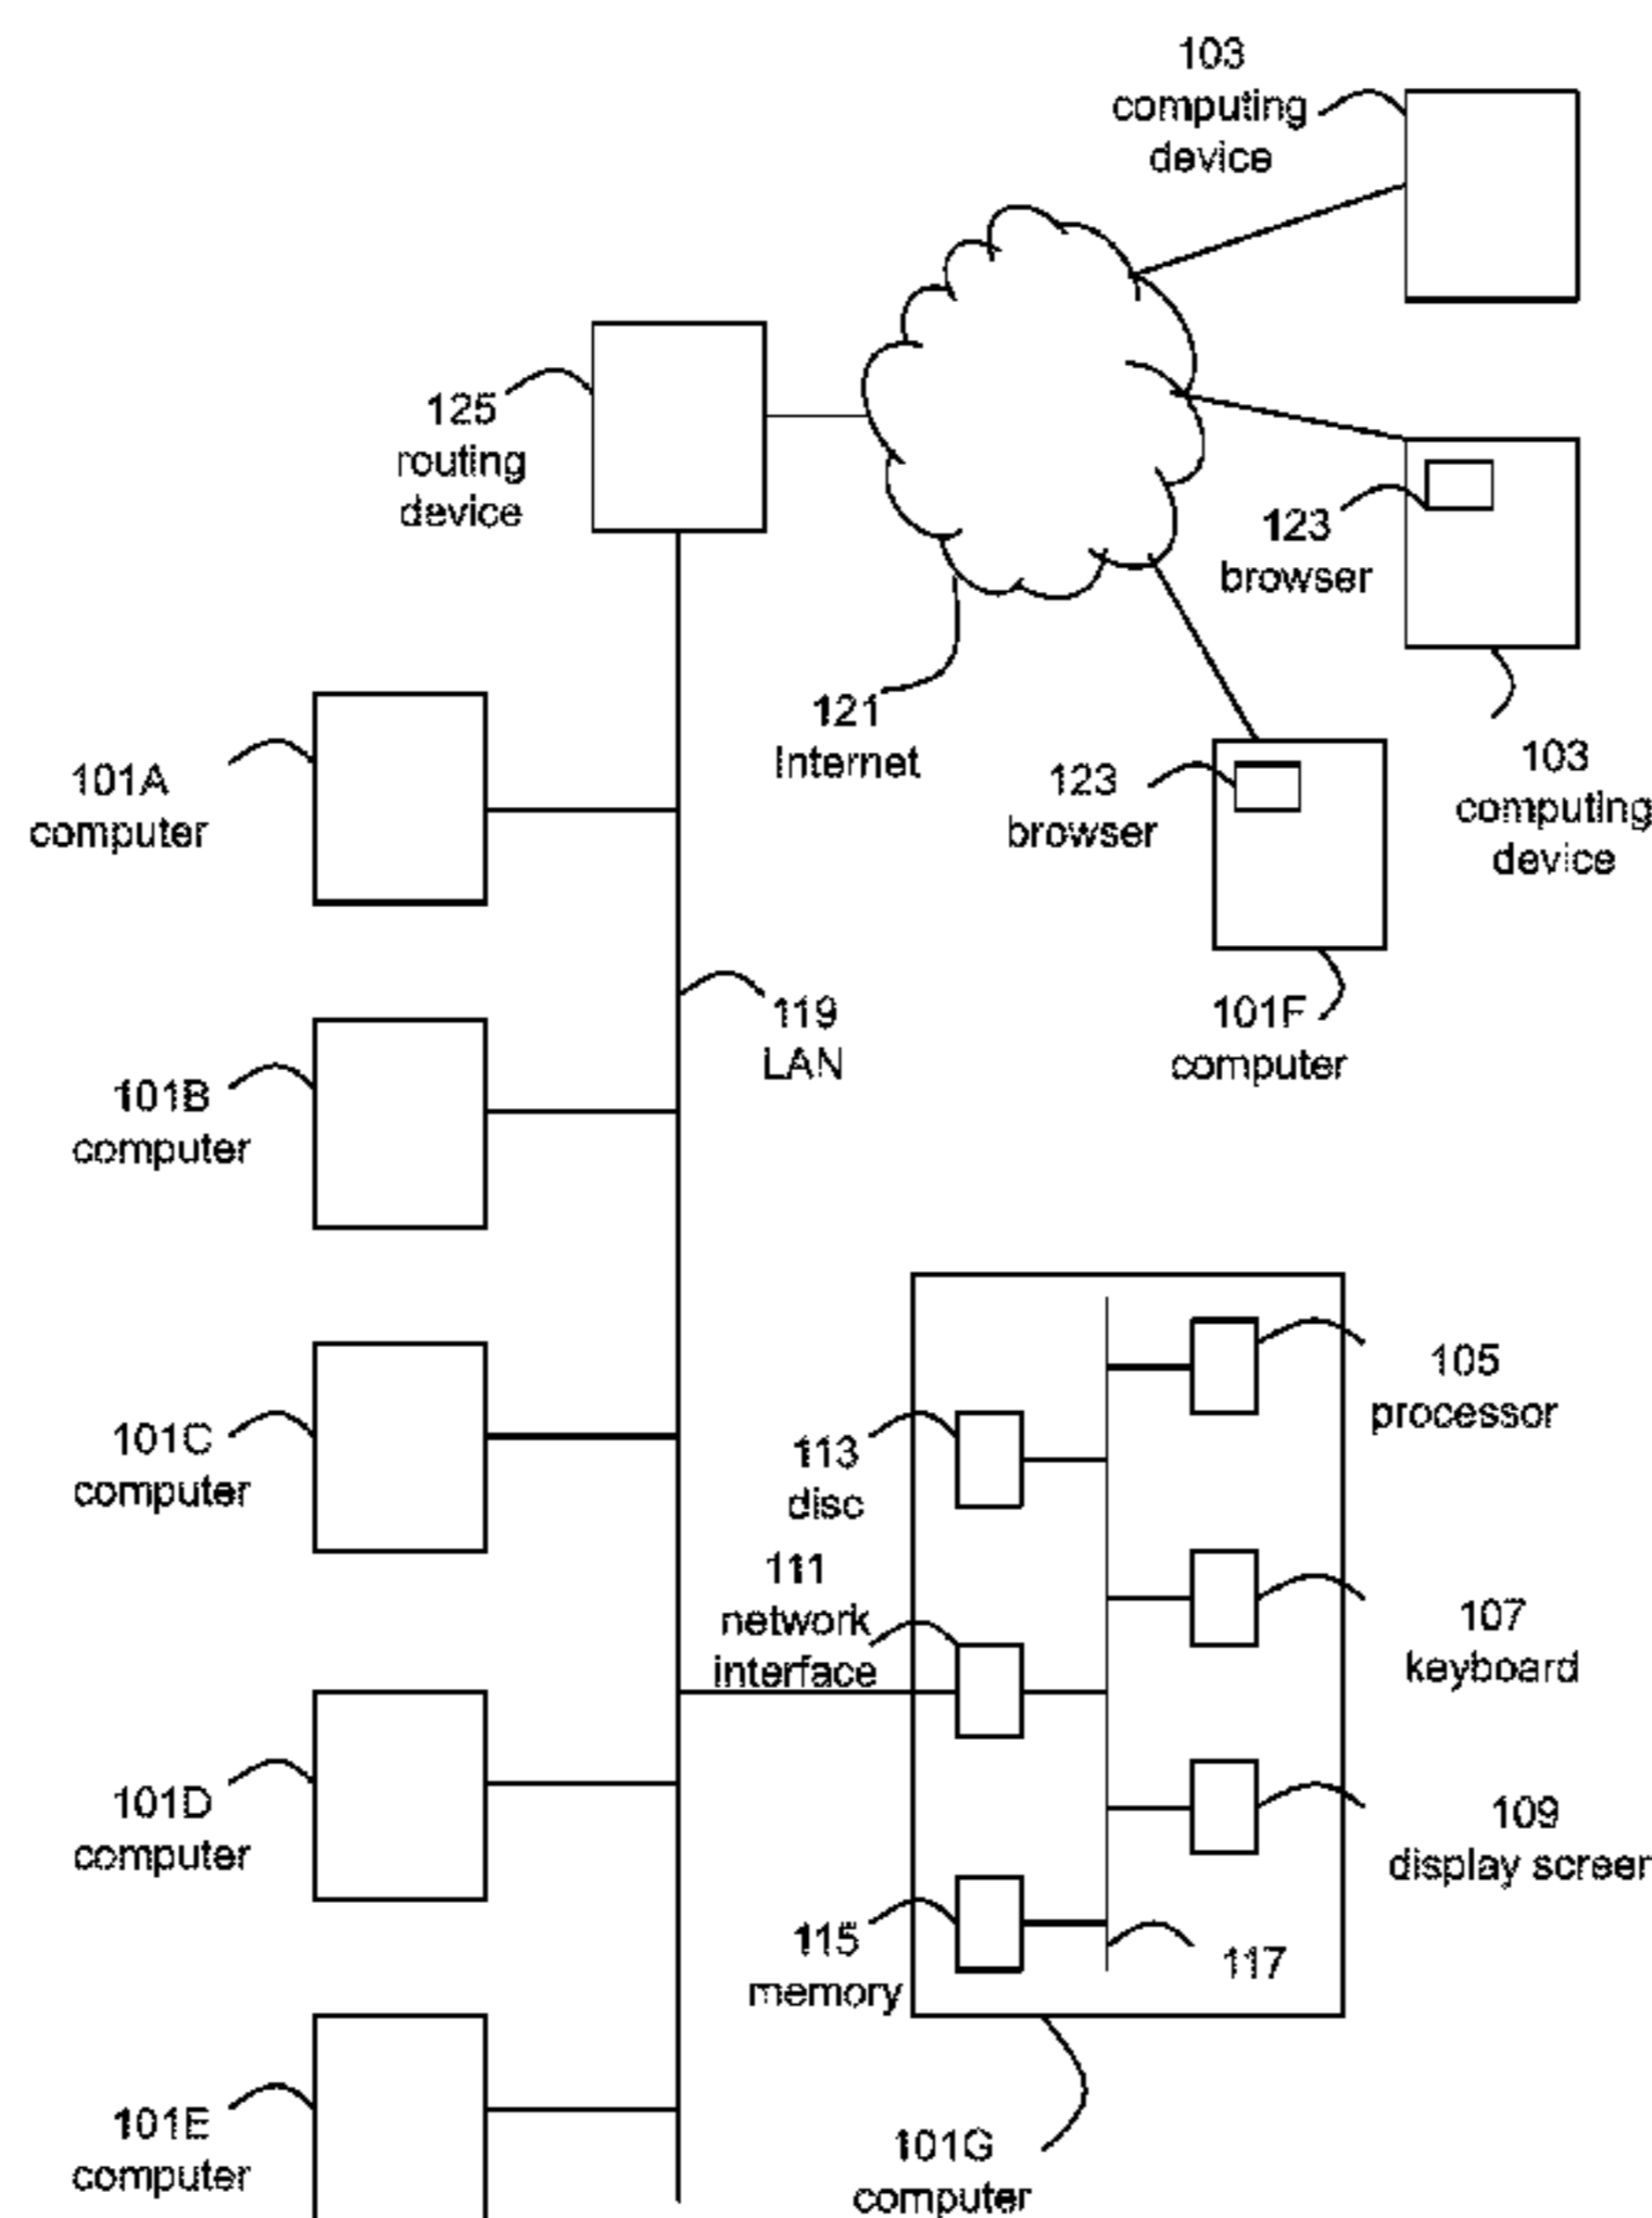 103
computing
device
125
routing
device
123
browser
121
Internet
123
browser
103
computing
device
101A
computer
119
LAN
101F
computer
101B
computer
105
processor
101C
computer
113
disc
111
network
interface
107
keyboard
101D
computer
109
display screen
115
memory
117
101E
computer
101G
computer